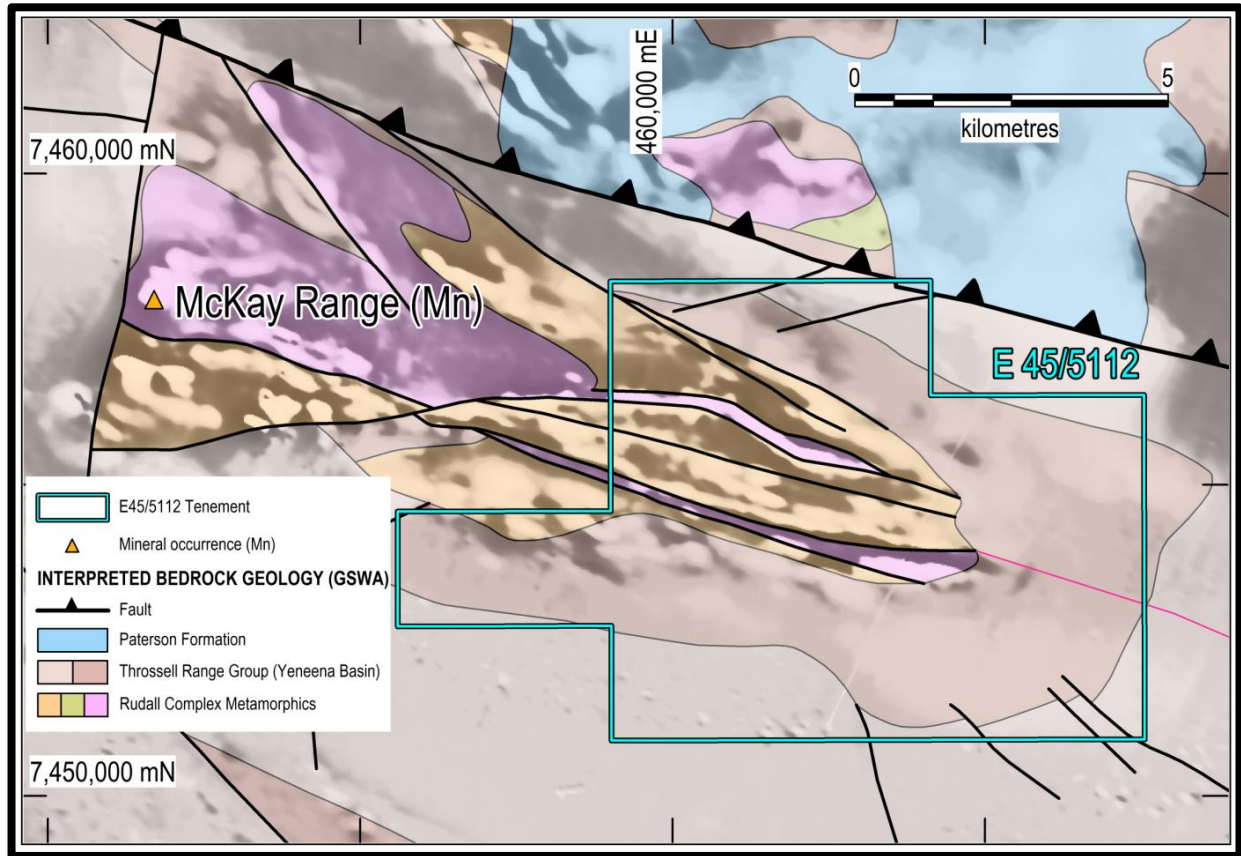 460,000 mE
0 5
kilometres
7,460,000 mN
McKay Range (Mn)
E 45/5112
E45/5112 Tenement
Mineral occurrence (Mn)
INTERPRETED BEDROCK GEOLOGY (GSWA)
Fault
Paterson Formation
Throssell Range Group (Yeneena Basin)
Rudall Complex Metamorphics
7,450,000 mN